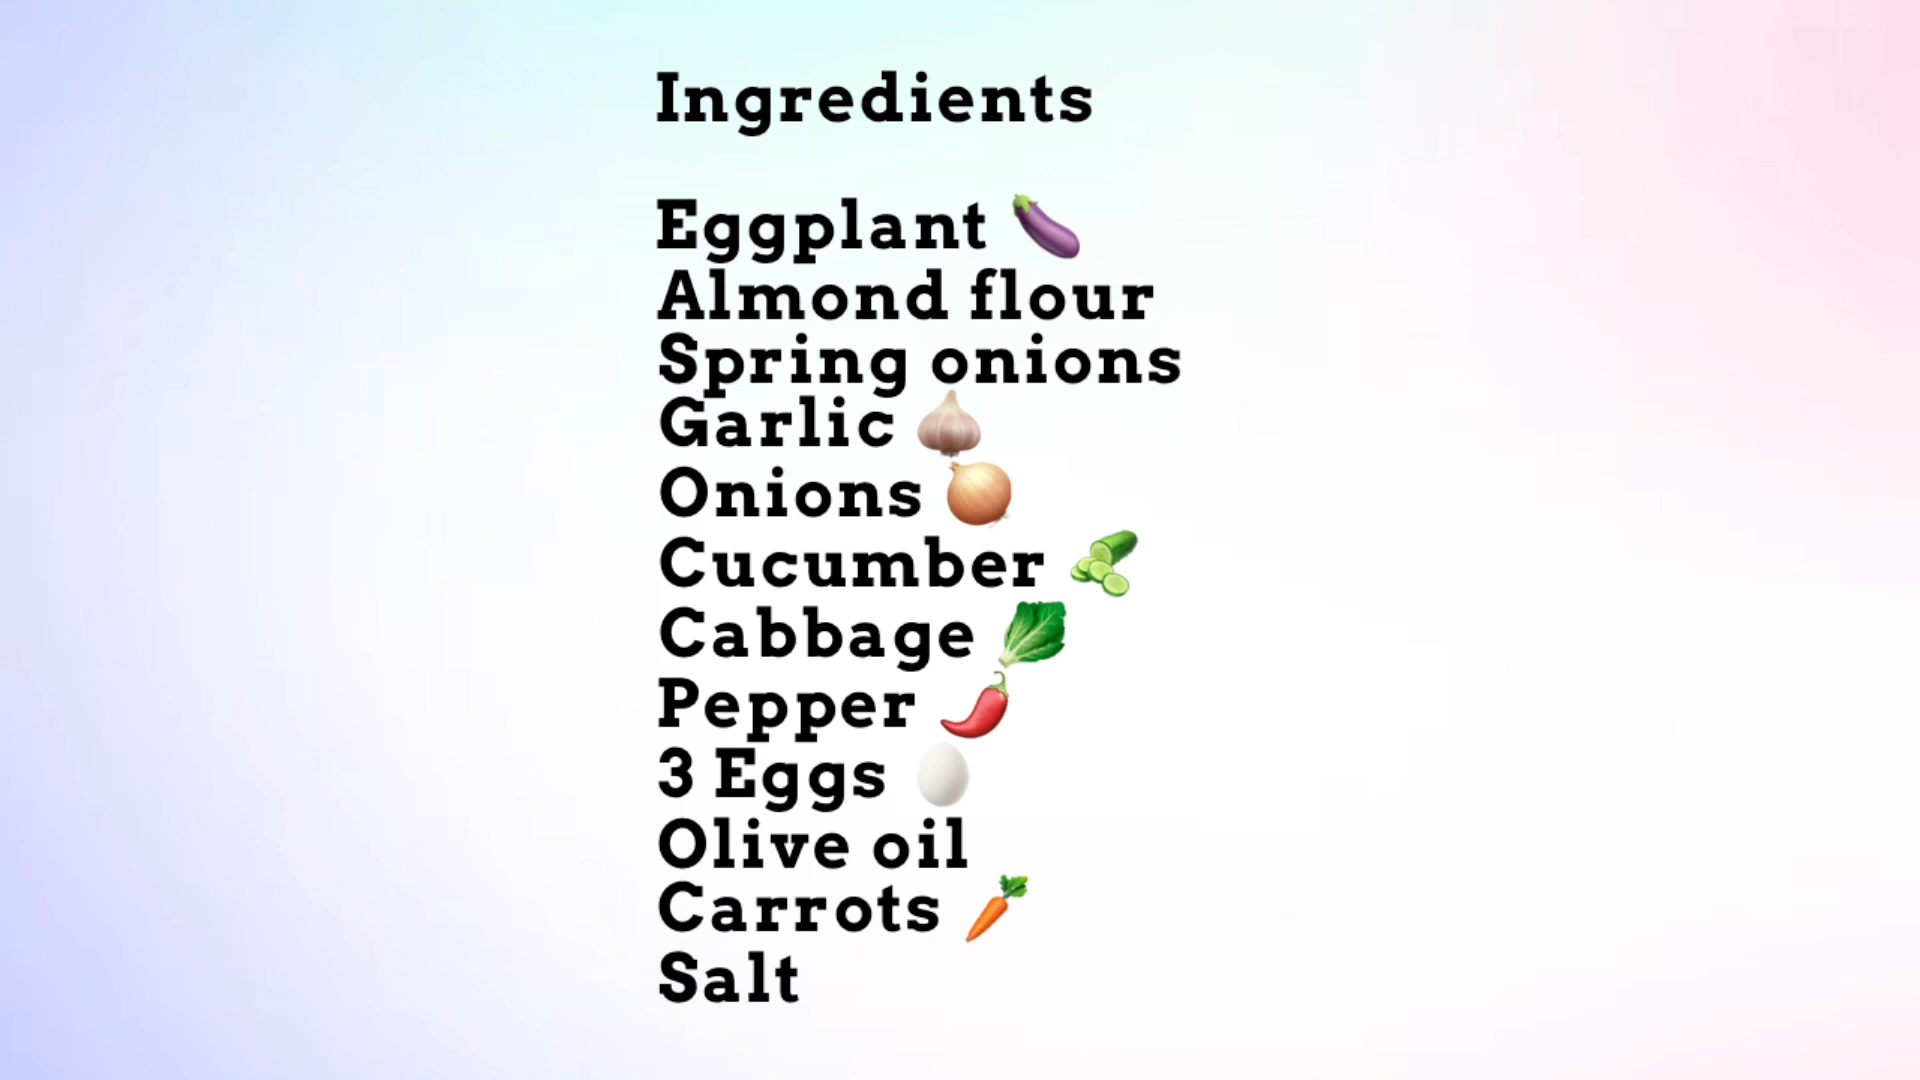 Ingredients
Eggplant 🍆
Almond flour
Spring onions
Garlic 🧄
Onions 🧅
Cucumber 🥒
Cabbage 🥬
Pepper 🌶️
3 Eggs 🥚
Olive oil
Carrots 🥕
Salt